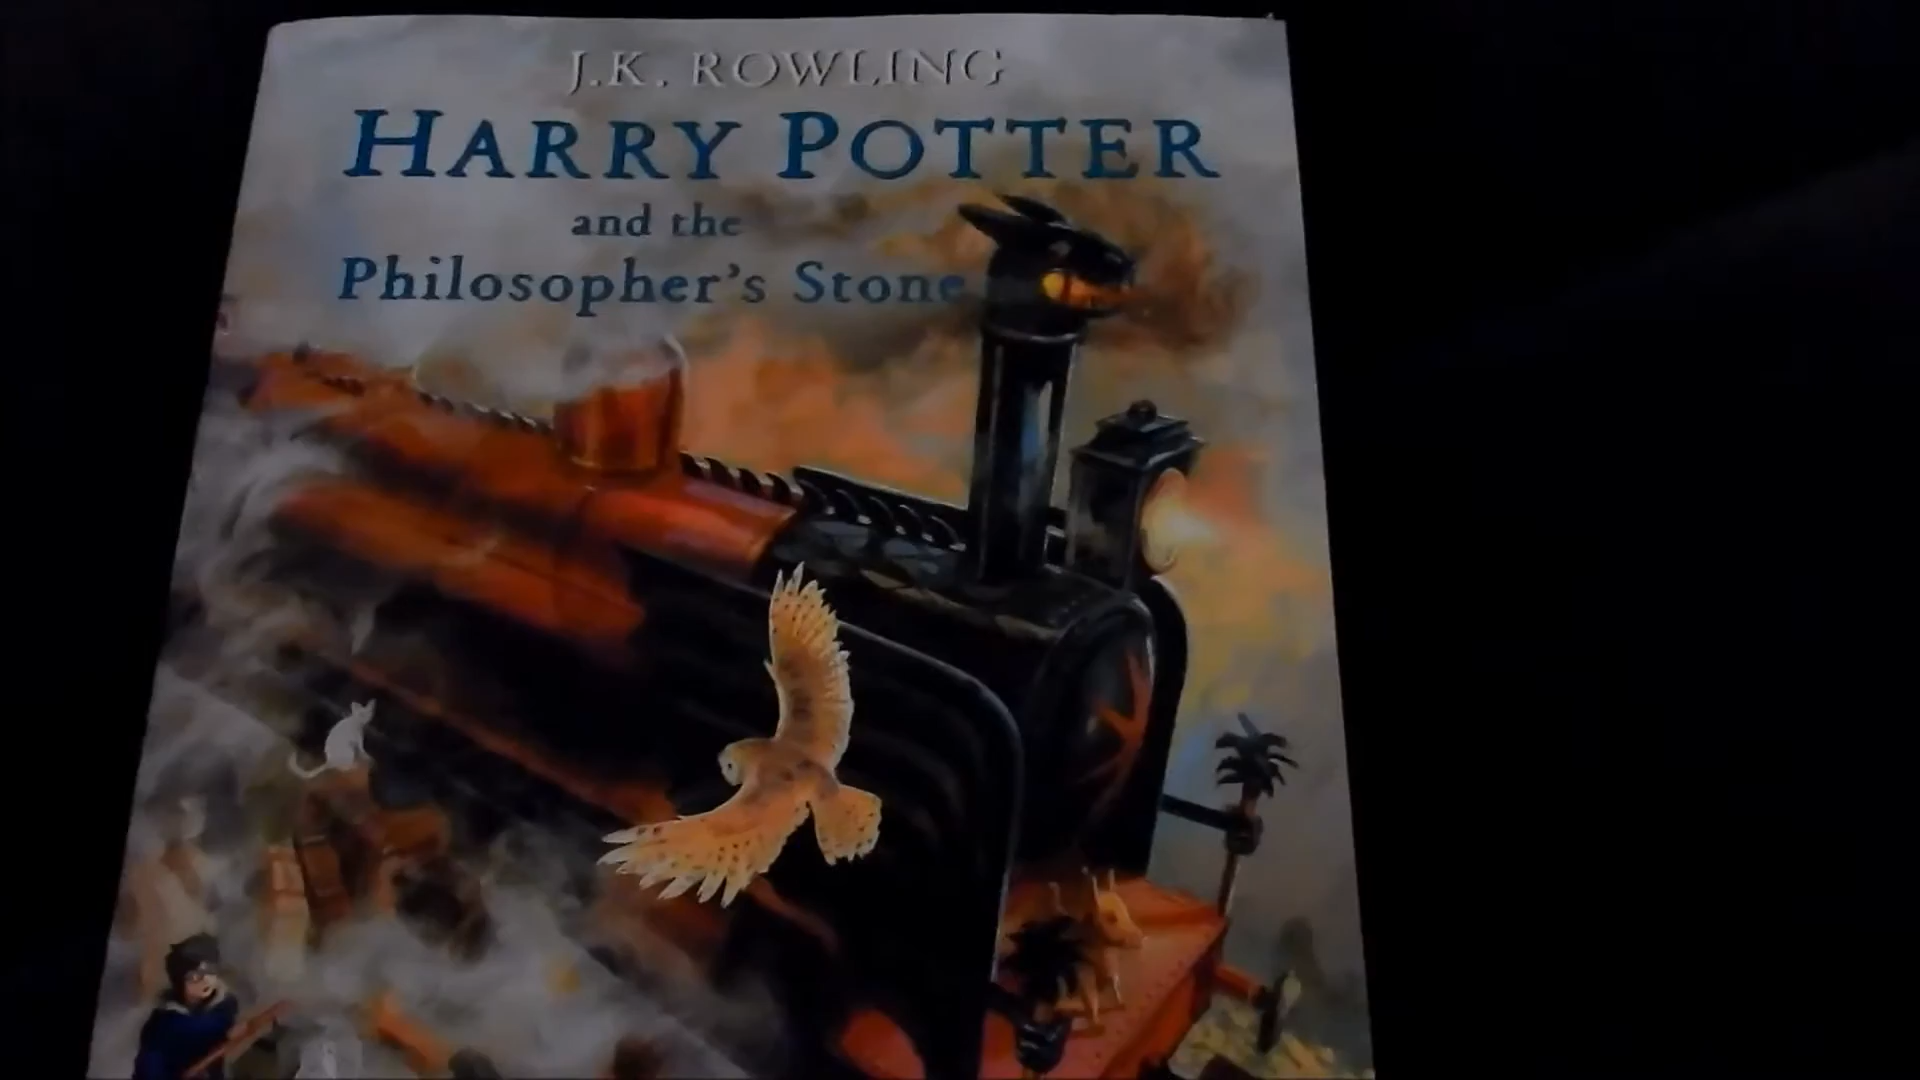 J.K. ROWLING
HARRY POTTER
and the
Philosopher's Stone